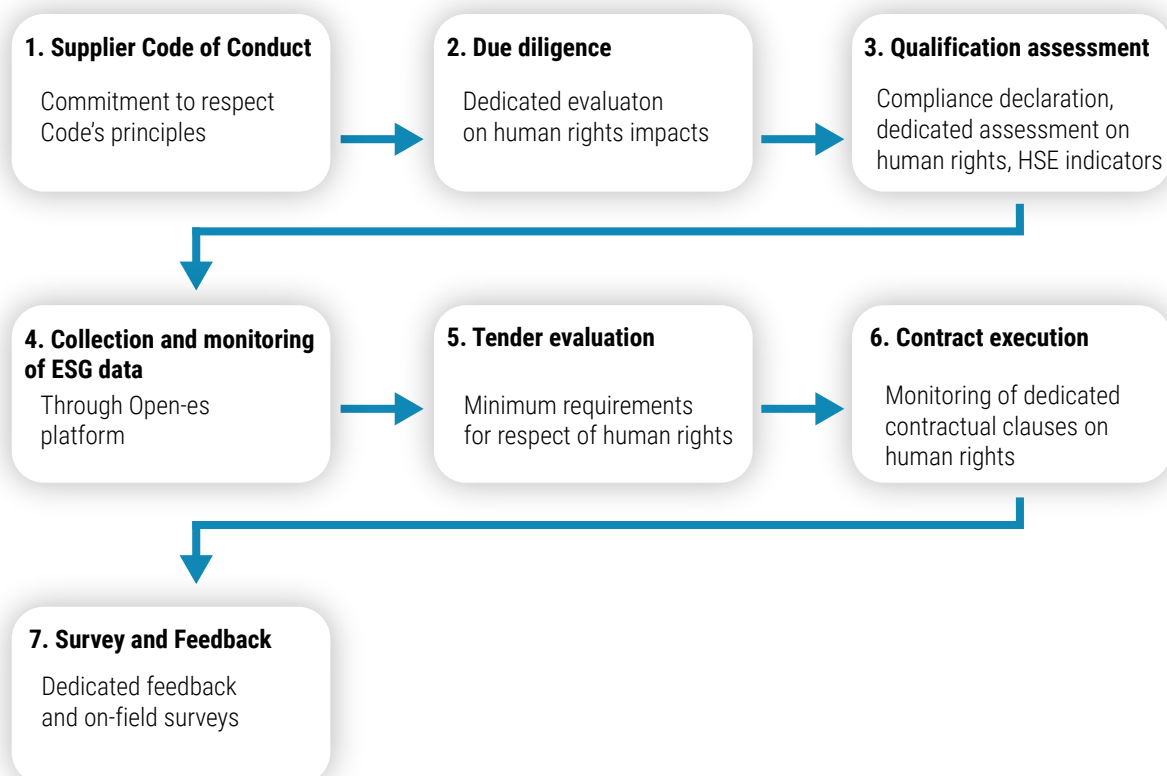 1. Supplier Code of Conduct
Commitment to respect
Code's principles
2. Due diligence
Dedicated evaluaton
on human rights impacts
3. Qualification assessment
Compliance declaration,
dedicated assessment on
human rights, HSE indicators
4. Collection and monitoring
of ESG data
Through Open-es
platform
5. Tender evaluation
Minimum requirements
for respect of human rights
6. Contract execution
Monitoring of dedicated
contractual clauses on
human rights
7. Survey and Feedback
Dedicated feedback
and on-field surveys